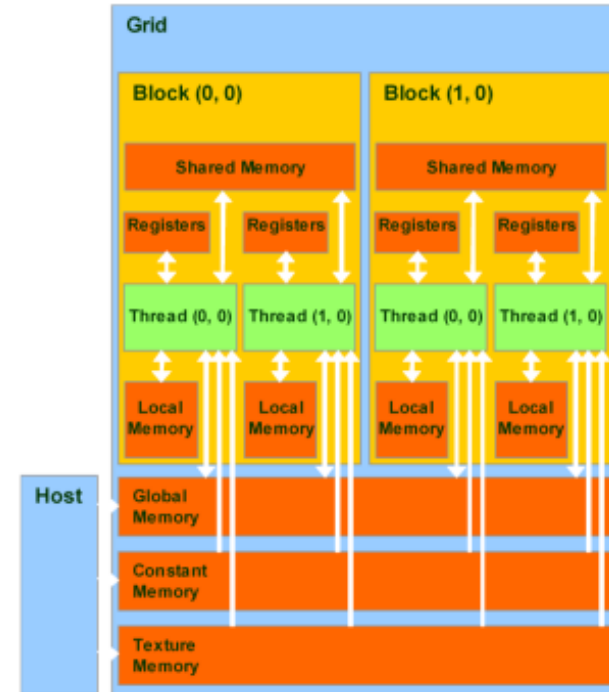 Grid
Block (0, 0)
Block (1, 0)
Shared Memory
Shared Memory
Registers
Registers
Registers
Registers
Thread (0, 0)
Thread (1, 0)
Thread (0, 0)
Thread (1, 0)
Local
Memory
Local
Memory
Local
Memory
Local
Memory
Host
Global
Memory
Constant
Memory
Texture
Memory